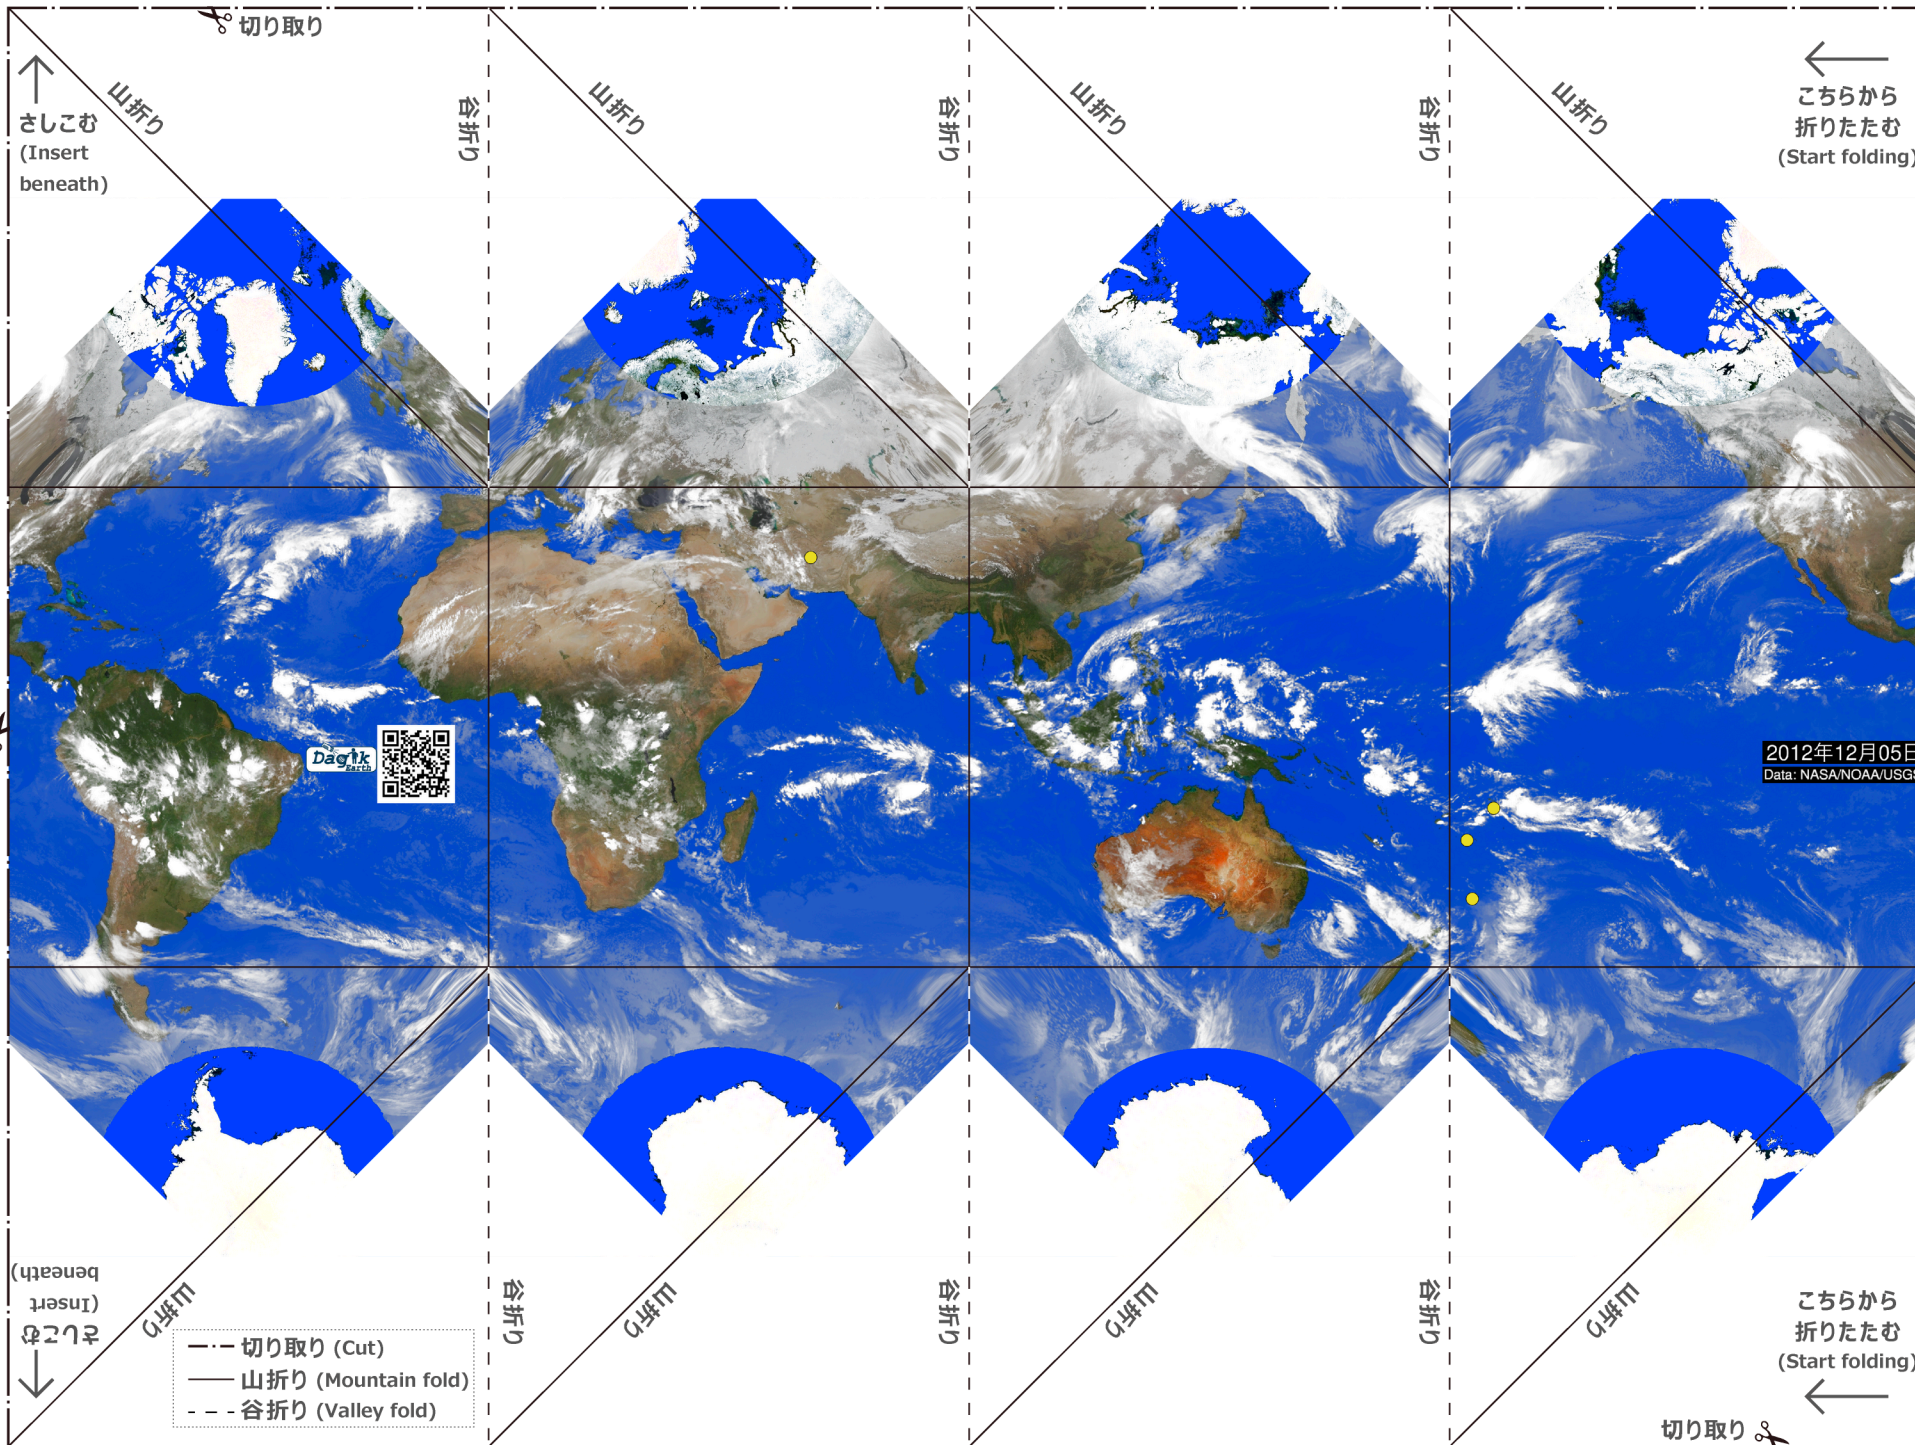 切り取り
さしこむ
(Insert
beneath)
山折り
谷折り
山折り
谷折り
山折り
谷折り
山折り
こちらから
折りたたむ
(Start folding)
Dagik
Earth
2012年12月05日
Data: NASA/NOAA/USGS
さしこむ
(Insert
beneath)
山折り
谷折り
山折り
谷折り
山折り
谷折り
山折り
こちらから
折りたたむ
(Start folding)
切り取り (Cut)
山折り (Mountain fold)
谷折り (Valley fold)
切り取り